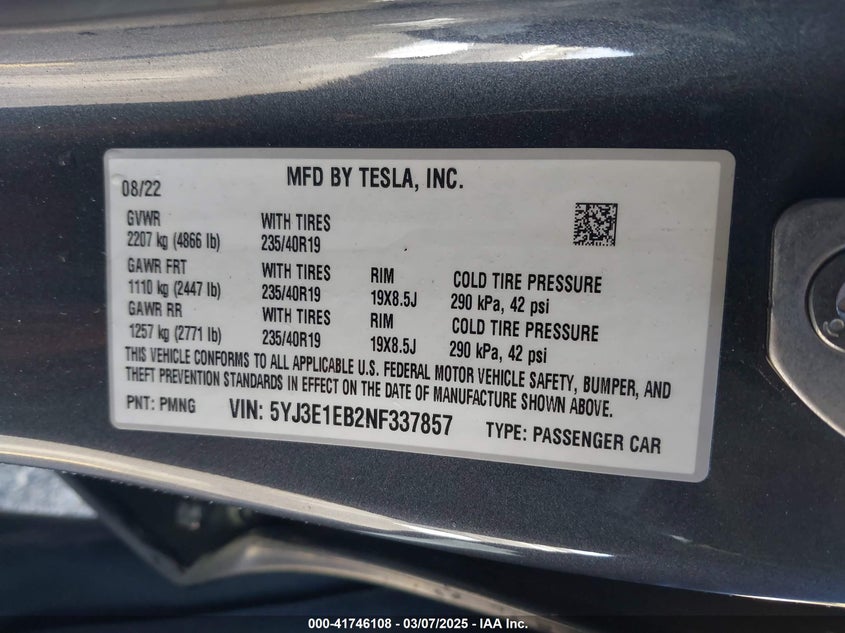 MFD BY TESLA, INC.
08/22
GVWR WITH TIRES
2207 kg (4866 lb) 235/40R19
GAWR FRT WITH TIRES RIM COLD TIRE PRESSURE
1110 kg (2447 lb) 235/40R19 19X8.5J 290 kPa, 42 psi
GAWR RR WITH TIRES RIM COLD TIRE PRESSURE
1257 kg (2771 lb) 235/40R19 19X8.5J 290 kPa, 42 psi
THIS VEHICLE CONFORMS TO ALL APPLICABLE U.S. FEDERAL MOTOR VEHICLE SAFETY, BUMPER, AND
THEFT PREVENTION STANDARDS IN EFFECT ON THE DATE OF MANUFACTURE SHOWN ABOVE.
PNT: PMNG VIN: 5YJ3E1EB2NF337857 TYPE: PASSENGER CAR
000-41746108 - 03/07/2025 - IAA Inc.